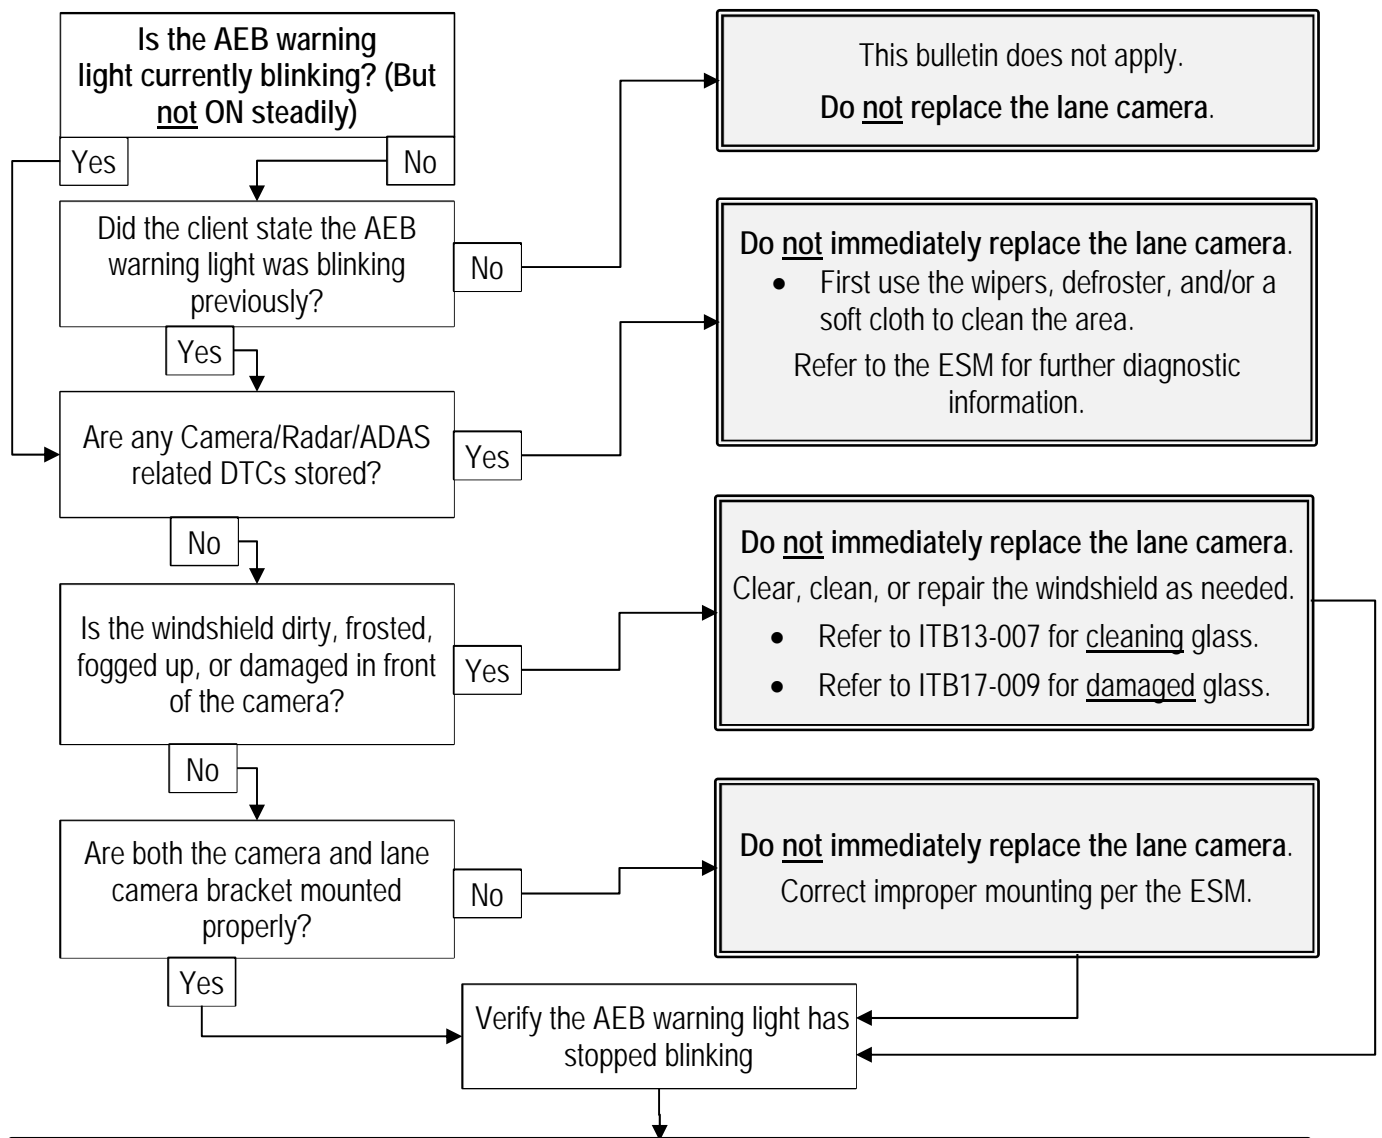 Is the AEB warning
light currently blinking? (But
not ON steadily)
Yes
No
This bulletin does not apply.
Do not replace the lane camera.
Did the client state the AEB
warning light was blinking
previously?
No
Yes
Do not immediately replace the lane camera.
• First use the wipers, defroster, and/or a
soft cloth to clean the area.
Refer to the ESM for further diagnostic
information.
Are any Camera/Radar/ADAS
related DTCs stored?
Yes
No
Do not immediately replace the lane camera.
Clear, clean, or repair the windshield as needed.
• Refer to ITB13-007 for cleaning glass.
• Refer to ITB17-009 for damaged glass.
Is the windshield dirty, frosted,
fogged up, or damaged in front
of the camera?
Yes
No
Do not immediately replace the lane camera.
Correct improper mounting per the ESM.
Are both the camera and lane
camera bracket mounted
properly?
No
Yes
Verify the AEB warning light has
stopped blinking